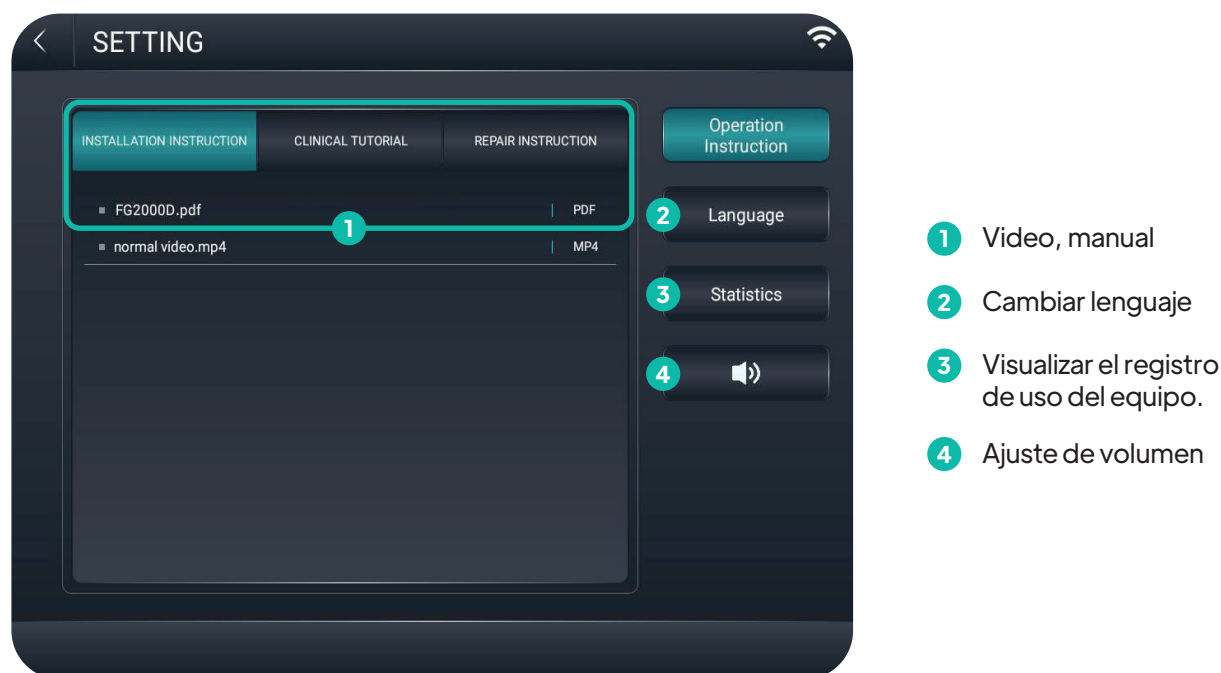 SETTING
INSTALLATION INSTRUCTION
CLINICAL TUTORIAL
REPAIR INSTRUCTION
FG2000D.pdf | PDF
1
normal video.mp4 | MP4
Operation
Instruction
2 Language
3 Statistics
4
1 Video, manual
2 Cambiar lenguaje
3 Visualizar el registro
de uso del equipo.
4 Ajuste de volumen